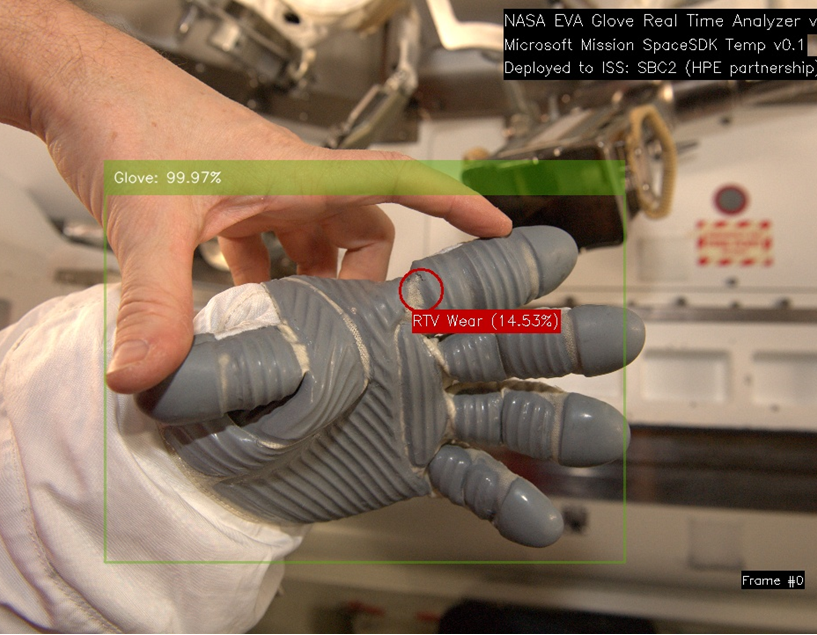 NASA EVA Glove Real Time Analyzer v
Microsoft Mission SpaceSDK Temp v0.1
Deployed to ISS: SBC2 (HPE partnership)
Glove: 99.97%
RTV Wear (14.53%)
Frame #0